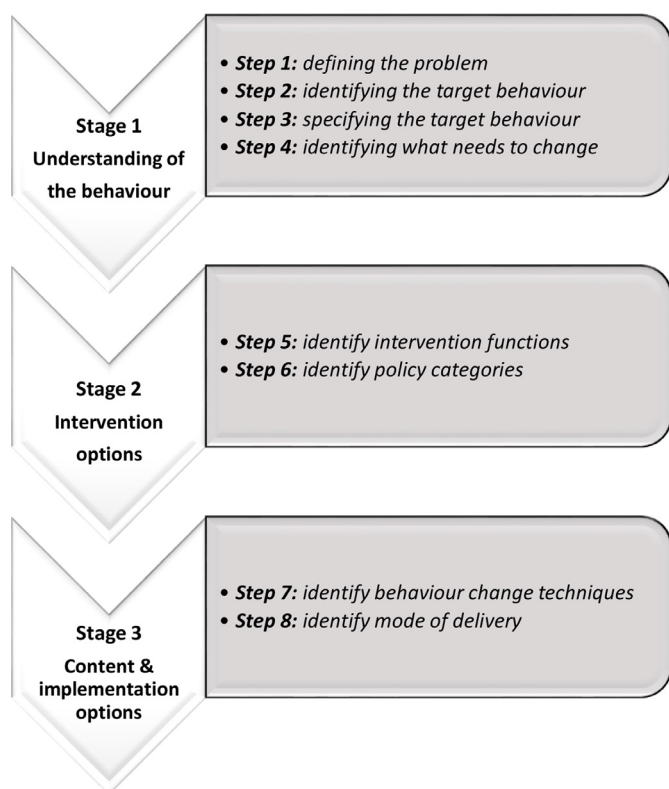 Stage 1
Understanding of
the behaviour
• Step 1: defining the problem
• Step 2: identifying the target behaviour
• Step 3: specifying the target behaviour
• Step 4: identifying what needs to change
Stage 2
Intervention
options
• Step 5: identify intervention functions
• Step 6: identify policy categories
Stage 3
Content &
implementation
options
• Step 7: identify behaviour change techniques
• Step 8: identify mode of delivery